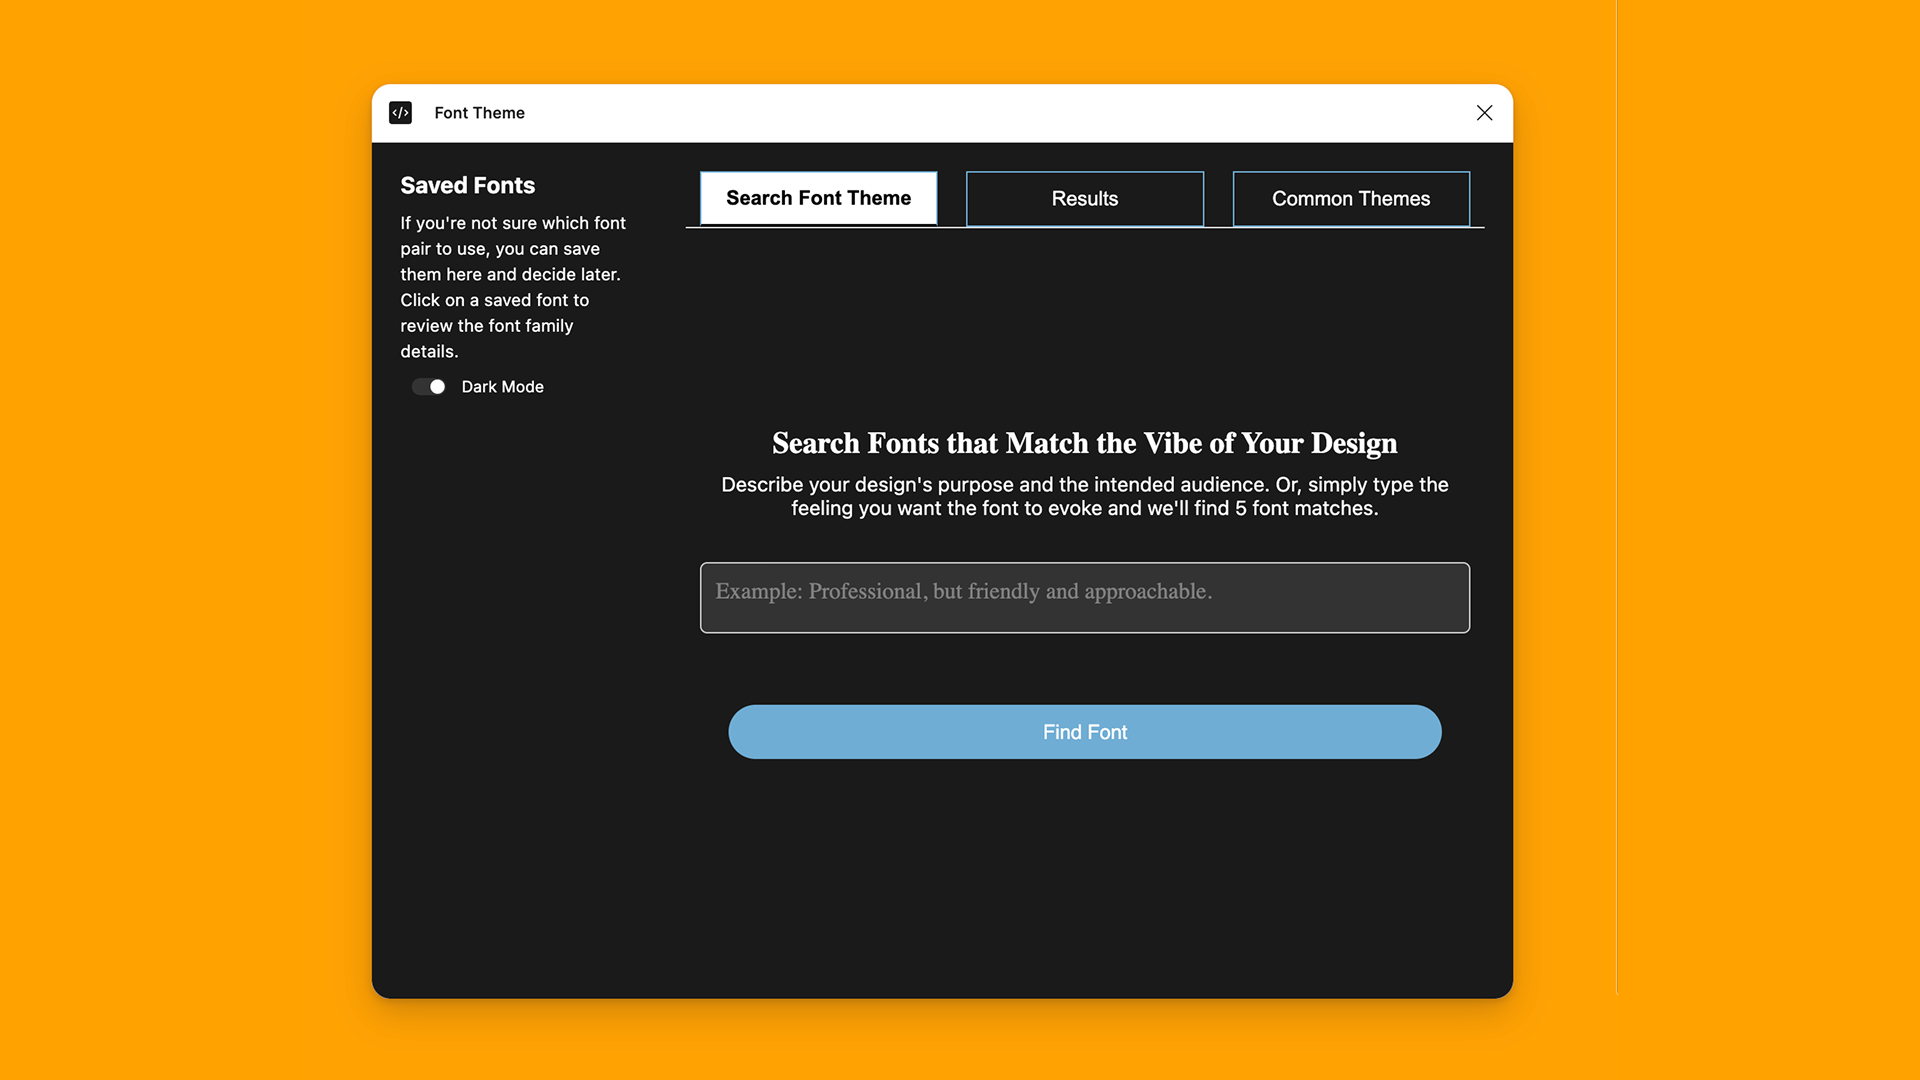 </>
Font Theme
Saved Fonts
If you're not sure which font
pair to use, you can save
them here and decide later.
Click on a saved font to
review the font family
details.
Dark Mode
Search Font Theme
Results
Common Themes
Search Fonts that Match the Vibe of Your Design
Describe your design's purpose and the intended audience. Or, simply type the
feeling you want the font to evoke and we'll find 5 font matches.
Example: Professional, but friendly and approachable.
Find Font